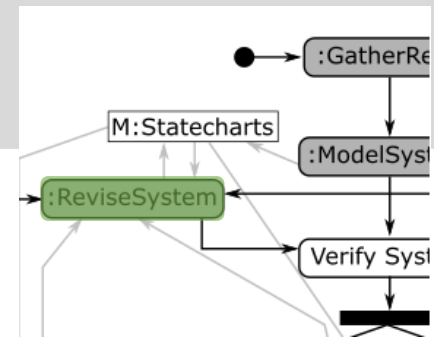 :GatherRe
M:Statecharts
:ModelSyst
:ReviseSystem
Verify Syst